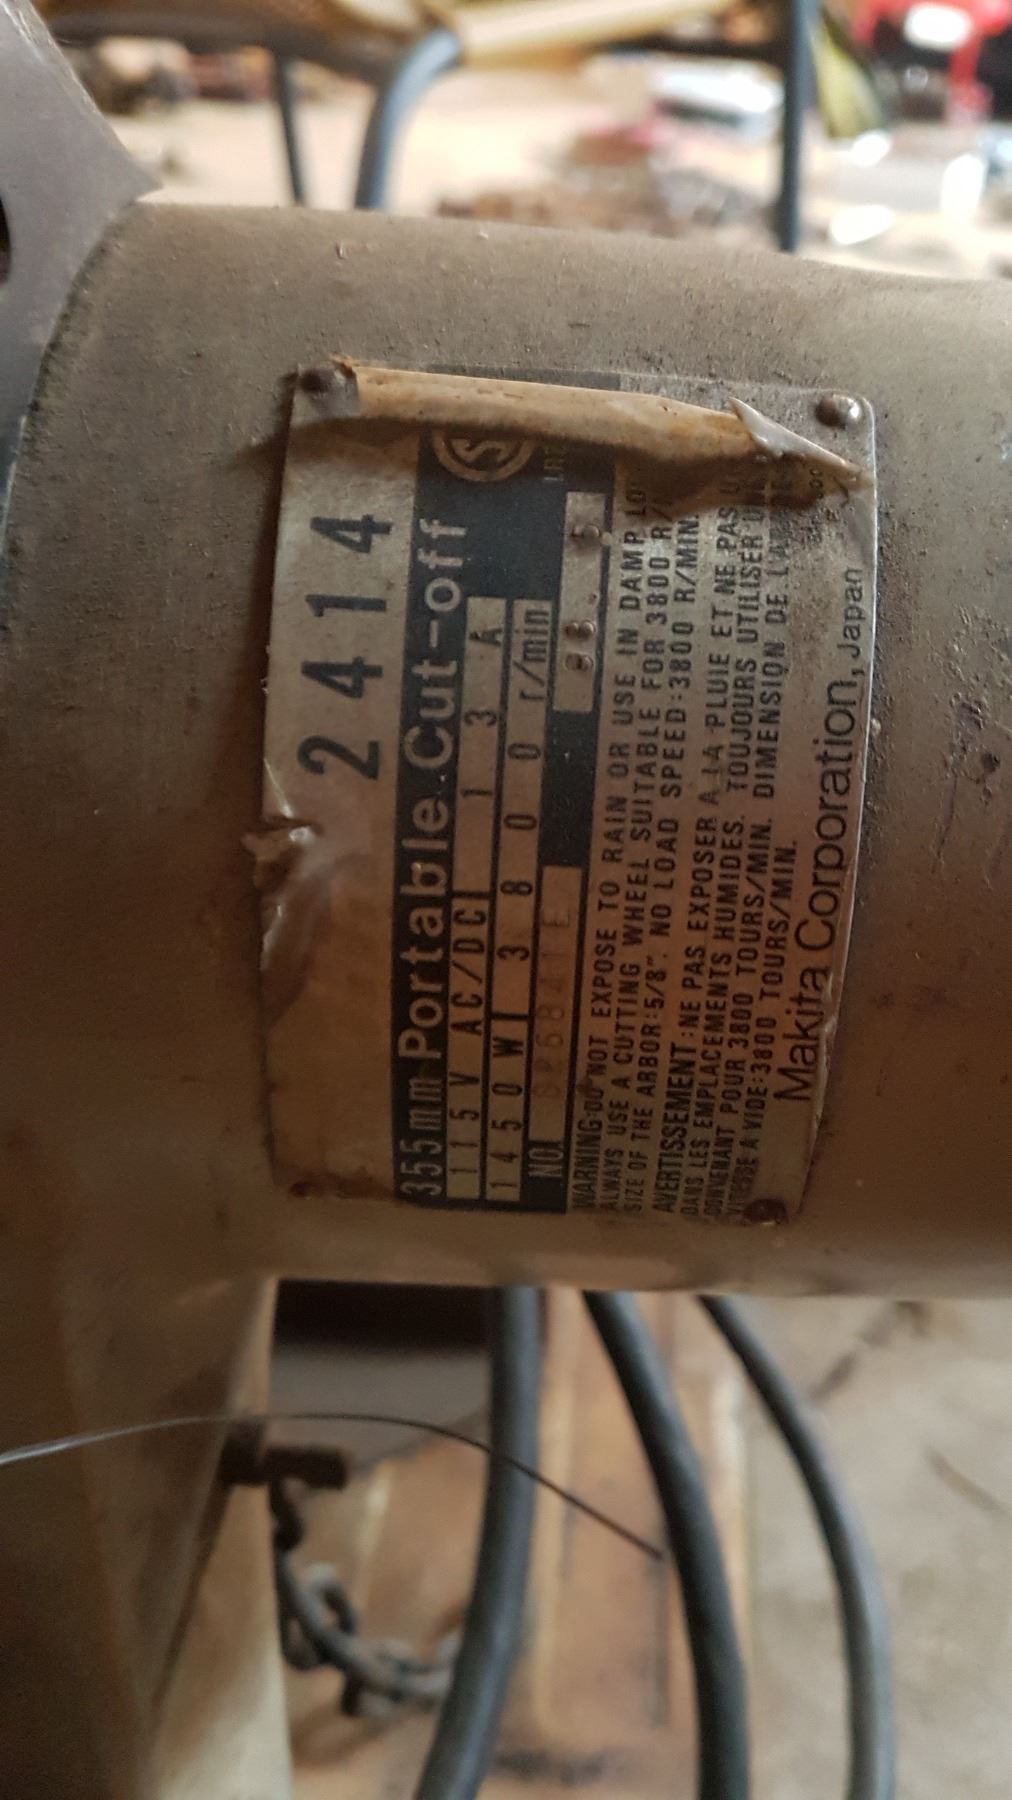 2414
355mm Portable Cut-off
115V AC/DC 13A
1450W 3800 r/min
NO.
WARNING:DO NOT EXPOSE TO RAIN OR USE IN DAMP
ALWAYS USE A CUTTING WHEEL SUITABLE FOR 3800
SIZE OF THE ARBOR:5/8". NO LOAD SPEED:3800 R/MIN.
AVERTISSEMENT:NE PAS EXPOSER A LA PLUIE ET NE PAS
DANS LES EMPLACEMENTS HUMIDES. TOUJOURS UTILISER
CONVENANT POUR 3800 TOURS/MIN. DIMENSION DE
VITESSE A VIDE:3800 TOURS/MIN.
Makita Corporation, Japan